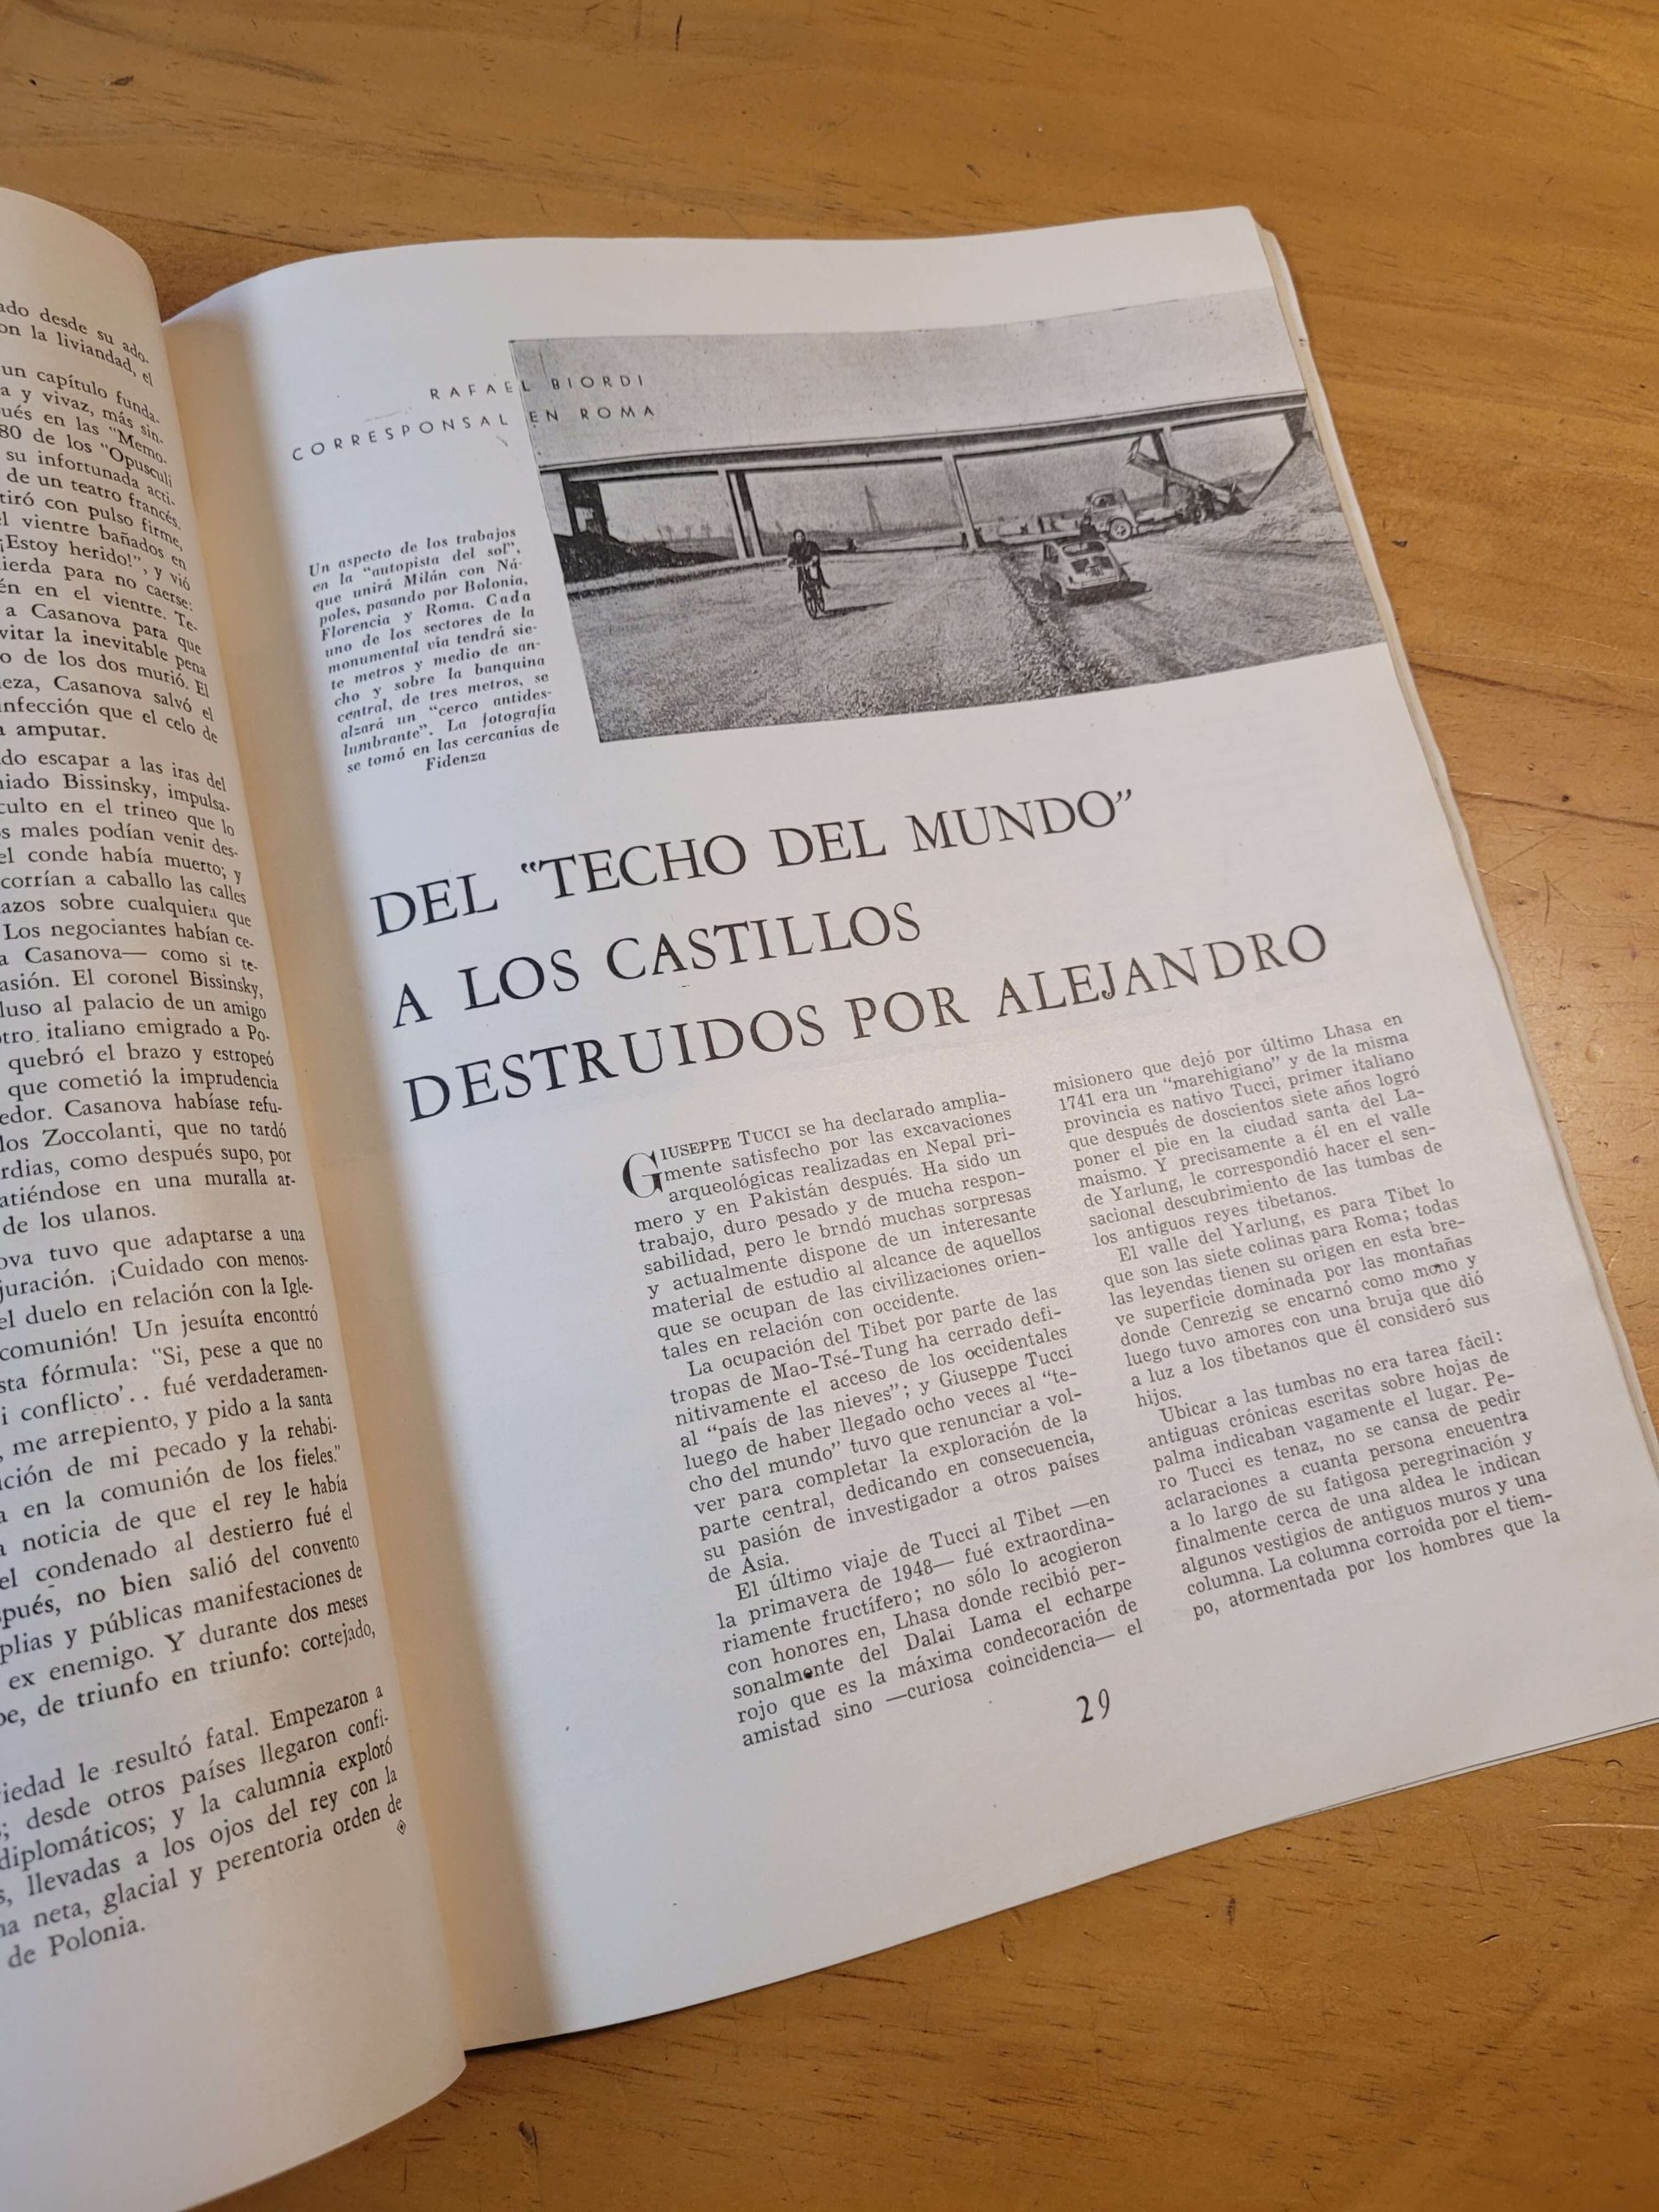 ado desde su ado-
on la liviandad, el
un capítulo funda-
a y vivaz, más sin-
ués en las "Memo-
80 de los "Opusculi
su infortunada acti-
de un teatro francés.
tiró con pulso firme,
el vientre bañados en
¡Estoy herido!", y vió
ierda para no caerse:
én en el vientre. Te-
a Casanova para que
vitar la inevitable pena
o de los dos murió. El
eza, Casanova salvó el
infección que el celo de
a amputar.
do escapar a las iras del
niado Bissinsky, impulsa-
culto en el trineo que lo
s males podían venir des-
el conde había muerto; y
corrían a caballo las calles
azos sobre cualquiera que
Los negociantes habían ce-
a Casanova— como si te-
asión. El coronel Bissinsky,
luso al palacio de un amigo
otro italiano emigrado a Po-
quebró el brazo y estropeó
que cometió la imprudencia
edor. Casanova habíase refu-
los Zoccolanti, que no tardó
rdias, como después supo, por
atiéndose en una muralla ar-
de los ulanos.
ova tuvo que adaptarse a una
juración. ¡Cuidado con menos-
el duelo en relación con la Igle-
comunión! Un jesuíta encontró
sta fórmula: "Si, pese a que no
i conflicto'.. fué verdaderamen-
, me arrepiento, y pido a la santa
ción de mi pecado y la rehabi-
a en la comunión de los fieles."
a noticia de que el rey le había
el condenado al destierro fué el
spués, no bien salió del convento
plias y públicas manifestaciones de
ex enemigo. Y durante dos meses
pe, de triunfo en triunfo: cortejado,
iedad le resultó fatal. Empezaron a
; desde otros países llegaron confi-
diplomáticos; y la calumnia explotó
s, llevadas a los ojos del rey con la
na neta, glacial y perentoria orden de
de Polonia.
RAFAEL BIORDI
CORRESPONSAL EN ROMA
Un aspecto de los trabajos
en la "autopista del sol",
que unirá Milán con Ná-
poles, pasando por Bolonia,
Florencia y Roma. Cada
uno de los sectores de la
monumental vía tendrá sie-
te metros y medio de an-
cho y sobre la banquina
central, de tres metros, se
alzará un "cerco antides-
lumbrante". La fotografía
se tomó en las cercanías de
Fidenza
DEL "TECHO DEL MUNDO"
A LOS CASTILLOS
DESTRUIDOS POR ALEJANDRO
GIUSEPPE TUCCI se ha declarado amplia-
mente satisfecho por las excavaciones
arqueológicas realizadas en Nepal pri-
mero y en Pakistán después. Ha sido un
trabajo, duro pesado y de mucha respon-
sabilidad, pero le brndó muchas sorpresas
y actualmente dispone de un interesante
material de estudio al alcance de aquellos
que se ocupan de las civilizaciones orien-
tales en relación con occidente.
La ocupación del Tibet por parte de las
tropas de Mao-Tsé-Tung ha cerrado defi-
nitivamente el acceso de los occidentales
al "país de las nieves"; y Giuseppe Tucci
luego de haber llegado ocho veces al "te-
cho del mundo" tuvo que renunciar a vol-
ver para completar la exploración de la
parte central, dedicando en consecuencia,
su pasión de investigador a otros países
de Asia.
El último viaje de Tucci al Tibet —en
la primavera de 1948— fué extraordina-
riamente fructífero; no sólo lo acogieron
con honores en, Lhasa donde recibió per-
sonalmente del Dalai Lama el echarpe
rojo que es la máxima condecoración de
amistad sino —curiosa coincidencia— el
misionero que dejó por último Lhasa en
1741 era un "marehigiano" y de la misma
provincia es nativo Tucci, primer italiano
que después de doscientos siete años logró
poner el pie en la ciudad santa del La-
maísmo. Y precisamente a él en el valle
de Yarlung, le correspondió hacer el sen-
sacional descubrimiento de las tumbas de
los antiguos reyes tibetanos.
El valle del Yarlung, es para Tibet lo
que son las siete colinas para Roma; todas
las leyendas tienen su origen en esta bre-
ve superficie dominada por las montañas
donde Cenrezig se encarnó como mono y
luego tuvo amores con una bruja que dió
a luz a los tibetanos que él consideró sus
hijos.
Ubicar a las tumbas no era tarea fácil:
antiguas crónicas escritas sobre hojas de
palma indicaban vagamente el lugar. Pe-
ro Tucci es tenaz, no se cansa de pedir
aclaraciones a cuanta persona encuentra
a lo largo de su fatigosa peregrinación y
finalmente cerca de una aldea le indican
algunos vestigios de antiguos muros y una
columna. La columna corroída por el tiem-
po, atormentada por los hombres que la
29